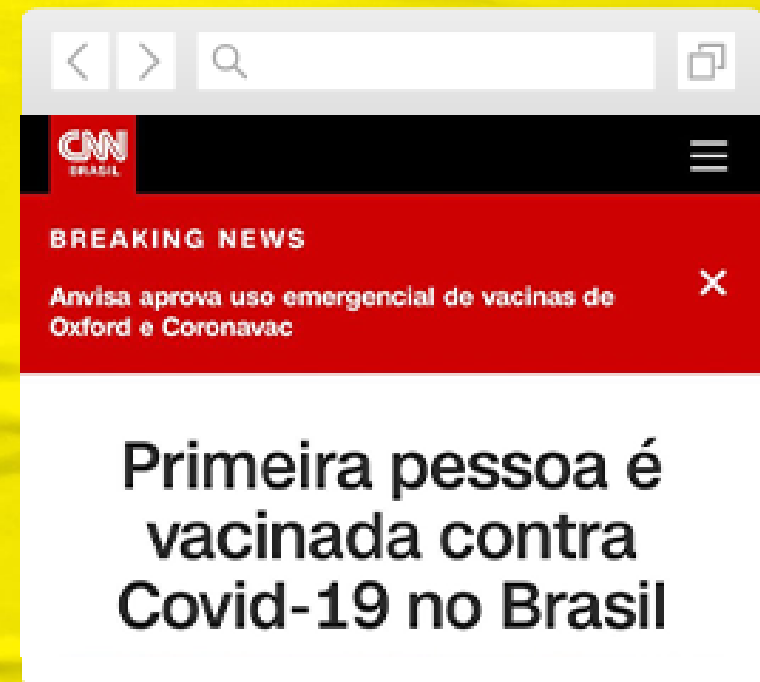 CNN
BRASIL
BREAKING NEWS
Anvisa aprova uso emergencial de vacinas de
Oxford e Coronavac
Primeira pessoa é
vacinada contra
Covid-19 no Brasil